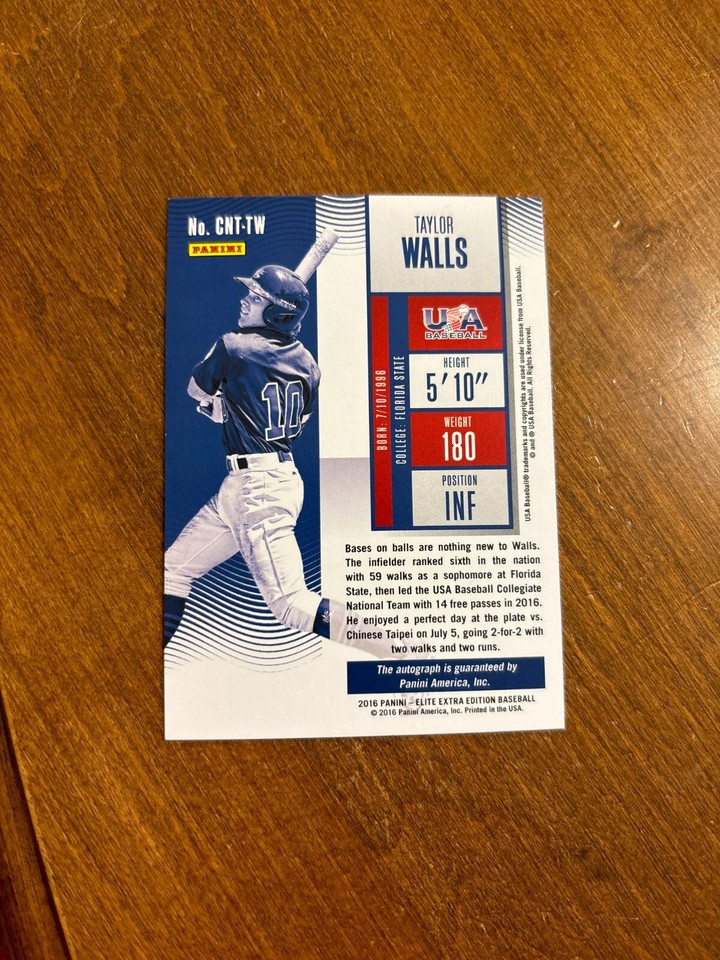 No. CNT-TW
PANINI
TAYLOR
WALLS
BORN: 7/10/1996
COLLEGE: FLORIDA STATE
USA
BASEBALL
HEIGHT
5'10"
WEIGHT
180
POSITION
INF
USA Baseball® trademarks and copyrights are used under license from USA Baseball.
© and ® USA Baseball. All Rights Reserved.
10
Bases on balls are nothing new to Walls.
The infielder ranked sixth in the nation
with 59 walks as a sophomore at Florida
State, then led the USA Baseball Collegiate
National Team with 14 free passes in 2016.
He enjoyed a perfect day at the plate vs.
Chinese Taipei on July 5, going 2-for-2 with
two walks and two runs.
The autograph is guaranteed by
Panini America, Inc.
2016 PANINI – ELITE EXTRA EDITION BASEBALL
© 2016 Panini America, Inc. Printed in the USA.